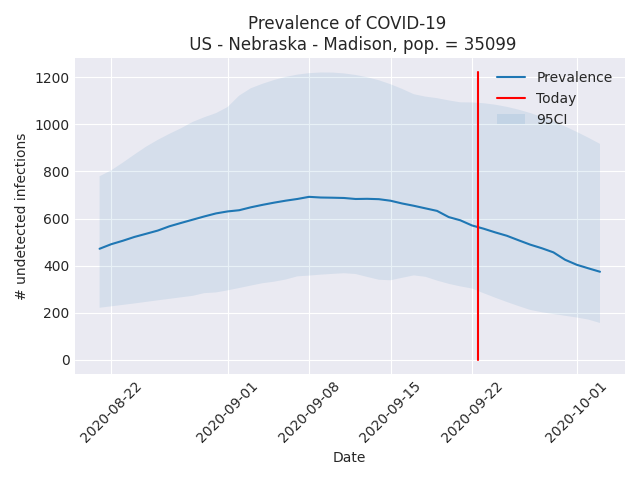 Prevalence of COVID-19
US - Nebraska - Madison, pop. = 35099
Prevalence
Today
95CI
# undetected infections
1200
1000
800
600
400
200
0
2020-08-22
2020-09-01
2020-09-08
2020-09-15
2020-09-22
2020-10-01
Date